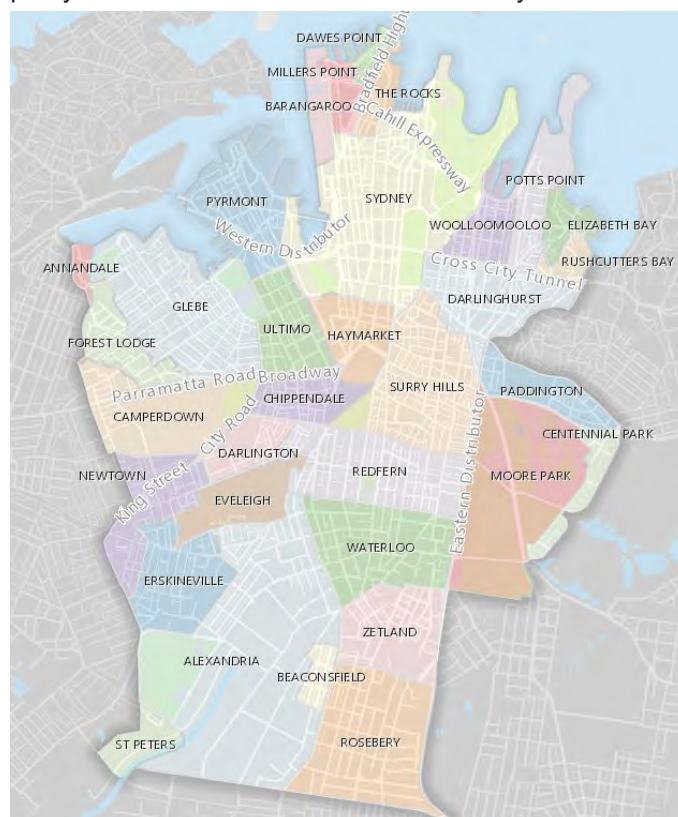 DAWES POINT
MILLERS POINT
Bradfield High
THE ROCKS
BARANGAROO
Cahill Expressway
POTTS POINT
SYDNEY
PYRMONT
WOOLLOOMOOLOO
ELIZABETH BAY
Western Distributor
RUSHCUTTERS BAY
Cross City Tunnel
ANNANDALE
DARLINGHURST
GLEBE
ULTIMO
HAYMARKET
FOREST LODGE
Parramatta Road
Broadway
SURRY HILLS
PADDINGTON
CHIPPENDALE
CAMPERDOWN
City Road
CENTENNIAL PARK
DARLINGTON
Eastern Distributor
NEWTOWN
REDFERN
MOORE PARK
King Street
EVELEIGH
WATERLOO
ERSKINEVILLE
ZETLAND
ALEXANDRIA
BEACONSFIELD
ST PETERS
ROSEBERY